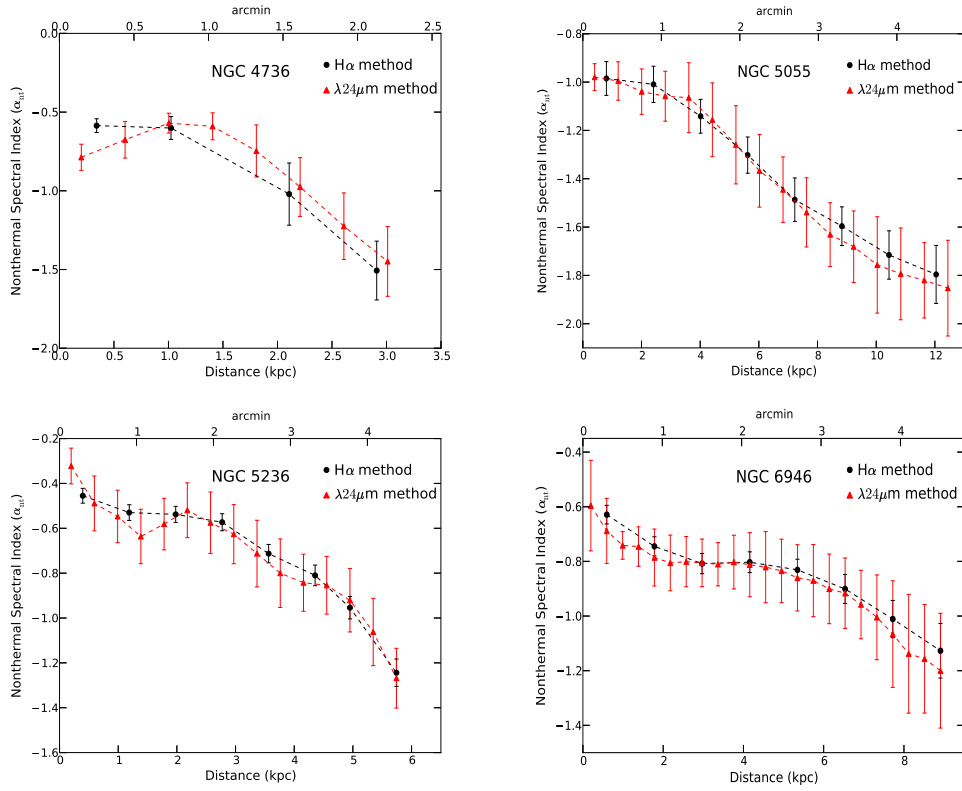 arcmin
0.0 0.5 1.0 1.5 2.0 2.5
0.0
−0.5
−1.0
−1.5
−2.0
Nonthermal Spectral Index (αnt)
NGC 4736
Hα method
λ24μm method
0.0 0.5 1.0 1.5 2.0 2.5 3.0 3.5
Distance (kpc)
arcmin
0 1 2 3 4
−0.8
−1.0
−1.2
−1.4
−1.6
−1.8
−2.0
Nonthermal Spectral Index (αnt)
NGC 5055
Hα method
λ24μm method
0 2 4 6 8 10 12
Distance (kpc)
arcmin
0 1 2 3 4
−0.2
−0.4
−0.6
−0.8
−1.0
−1.2
−1.4
−1.6
Nonthermal Spectral Index (αnt)
NGC 5236
Hα method
λ24μm method
0 1 2 3 4 5 6
Distance (kpc)
arcmin
0 1 2 3 4
−0.4
−0.6
−0.8
−1.0
−1.2
−1.4
Nonthermal Spectral Index (αnt)
NGC 6946
Hα method
λ24μm method
0 2 4 6 8
Distance (kpc)